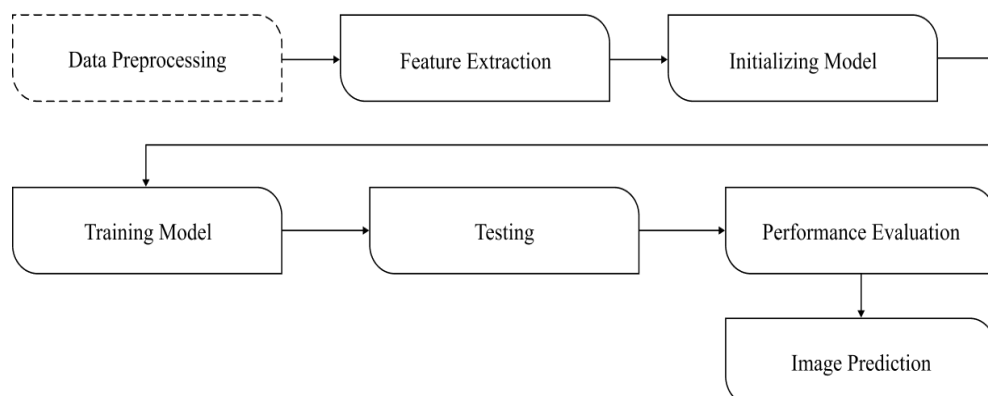 Data Preprocessing
Feature Extraction
Initializing Model
Training Model
Testing
Performance Evaluation
Image Prediction